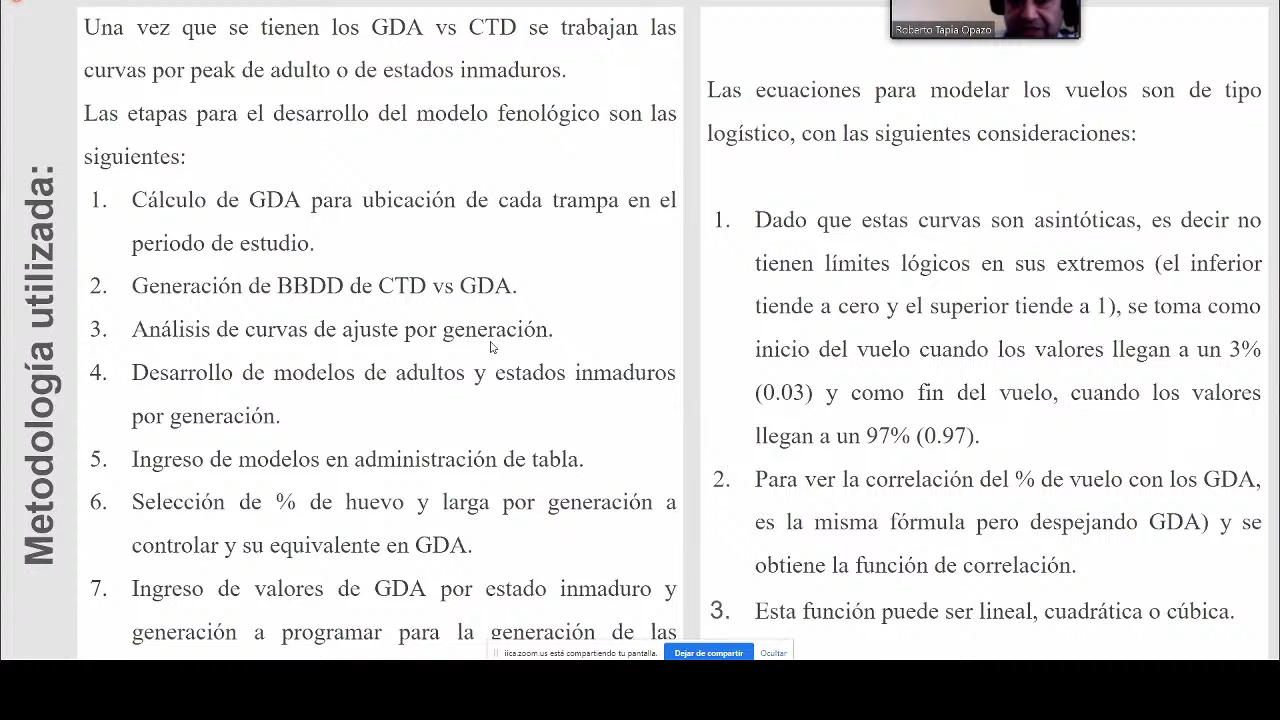 Metodología utilizada:
Una vez que se tienen los GDA vs CTD se trabajan las
curvas por peak de adulto o de estados inmaduros.
Las etapas para el desarrollo del modelo fenológico son las
siguientes:
1. Cálculo de GDA para ubicación de cada trampa en el
periodo de estudio.
2. Generación de BBDD de CTD vs GDA.
3. Análisis de curvas de ajuste por generación.
4. Desarrollo de modelos de adultos y estados inmaduros
por generación.
5. Ingreso de modelos en administración de tabla.
6. Selección de % de huevo y larga por generación a
controlar y su equivalente en GDA.
7. Ingreso de valores de GDA por estado inmaduro y
generación a programar para la generación de las
Roberto Tapia Opazo
Las ecuaciones para modelar los vuelos son de tipo
logístico, con las siguientes consideraciones:
1. Dado que estas curvas son asintóticas, es decir no
tienen límites lógicos en sus extremos (el inferior
tiende a cero y el superior tiende a 1), se toma como
inicio del vuelo cuando los valores llegan a un 3%
(0.03) y como fin del vuelo, cuando los valores
llegan a un 97% (0.97).
2. Para ver la correlación del % de vuelo con los GDA,
es la misma fórmula pero despejando GDA) y se
obtiene la función de correlación.
3. Esta función puede ser lineal, cuadrática o cúbica.
iica.zoom.us está compartiendo tu pantalla. Dejar de compartir Ocultar